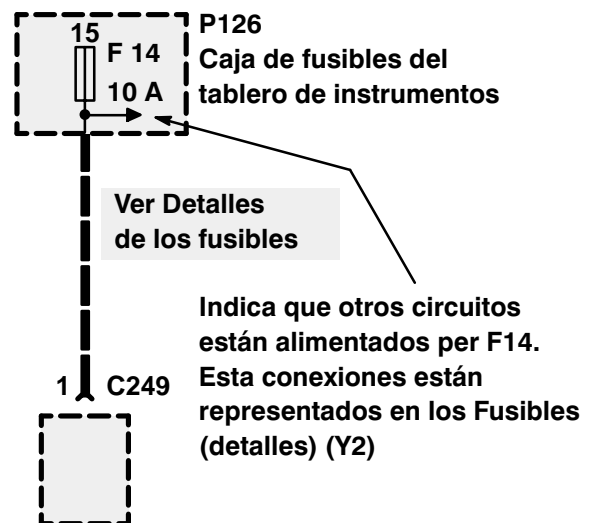 15
F 14
10 A
P126
Caja de fusibles del
tablero de instrumentos
Ver Detalles
de los fusibles
Indica que otros circuitos
están alimentados per F14.
Esta conexiones están
representados en los Fusibles
(detalles) (Y2)
1 C249